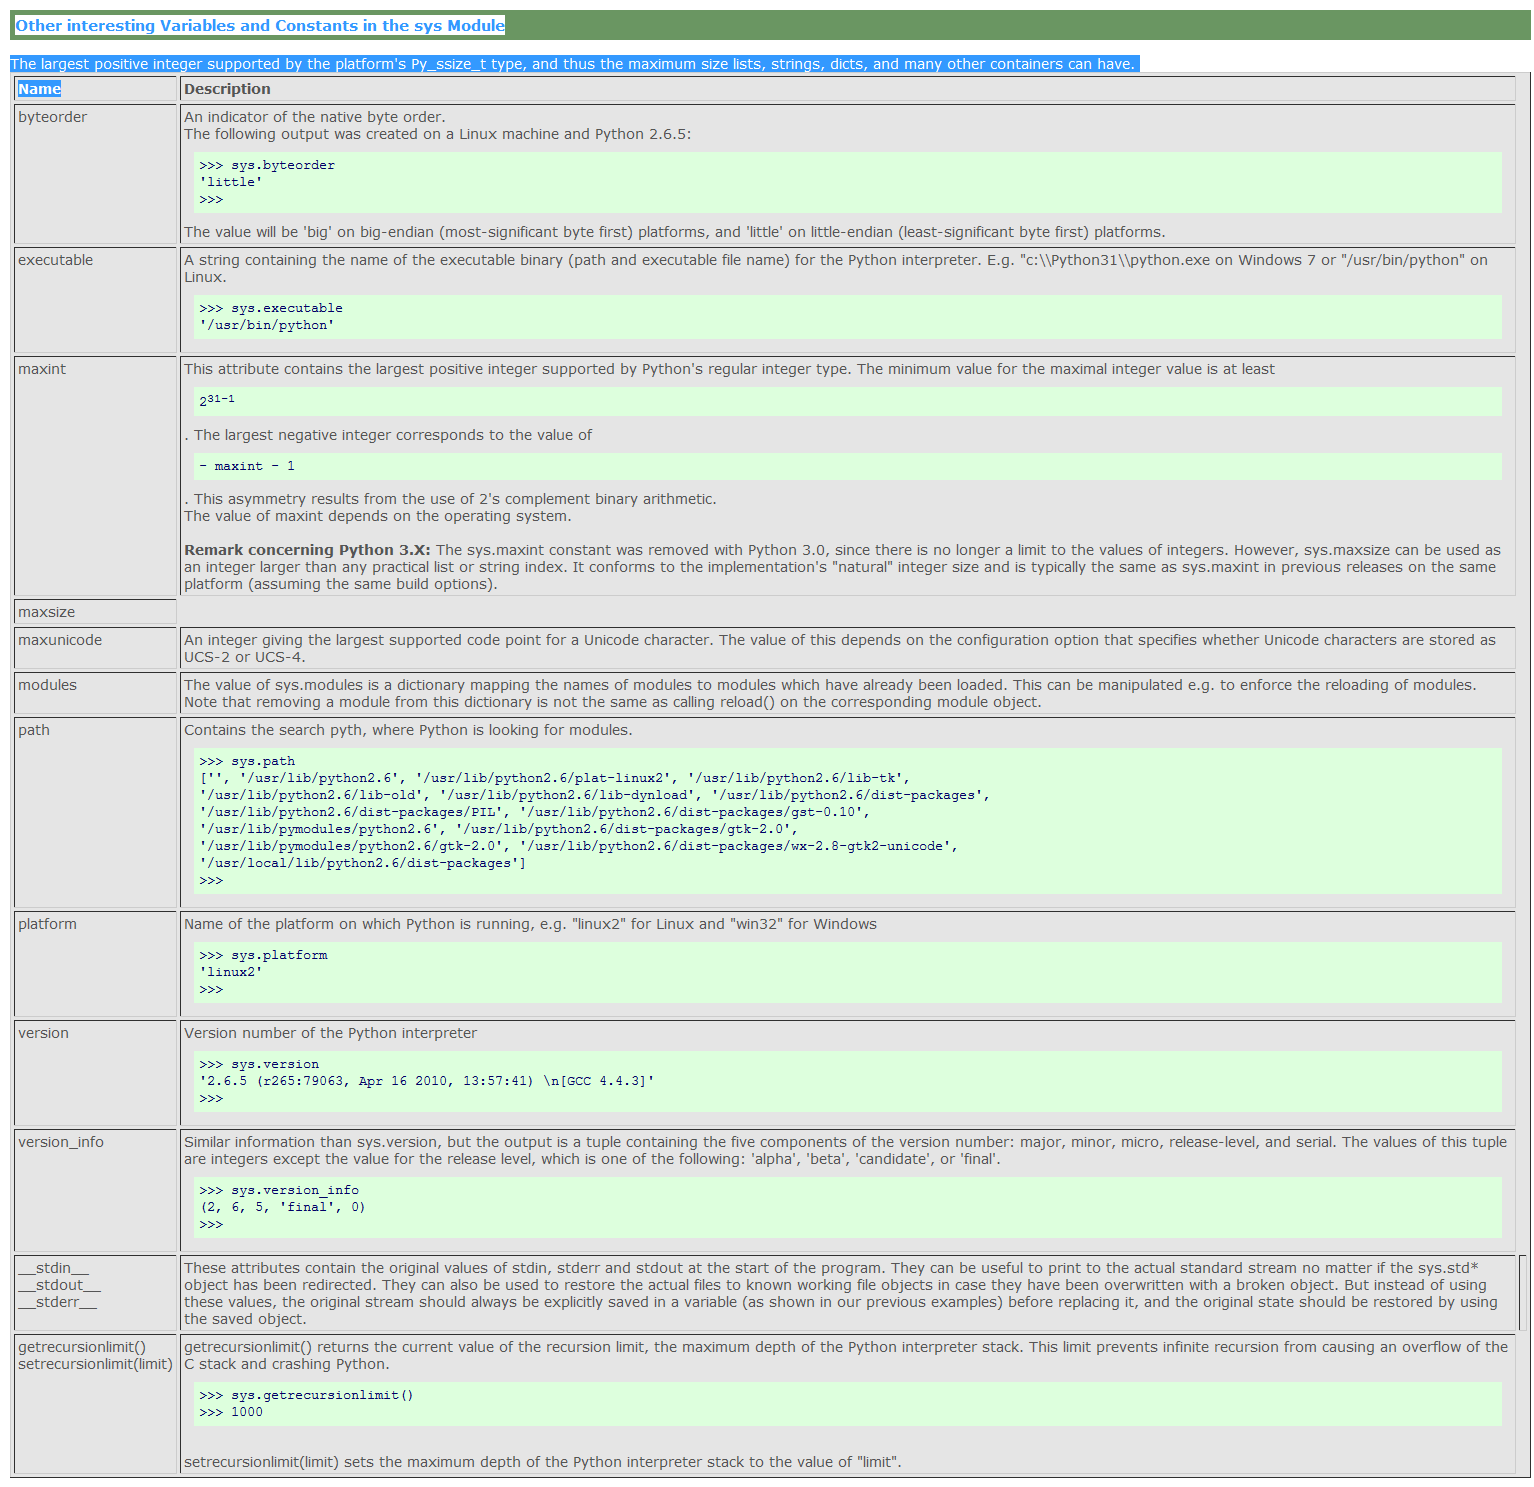 Other interesting Variables and Constants in the sys Module
The largest positive integer supported by the platform's Py_ssize_t type, and thus the maximum size lists, strings, dicts, and many other containers can have.
Name Description
byteorder An indicator of the native byte order.
The following output was created on a Linux machine and Python 2.6.5:
>>> sys.byteorder
'little'
>>>
The value will be 'big' on big-endian (most-significant byte first) platforms, and 'little' on little-endian (least-significant byte first) platforms.
executable A string containing the name of the executable binary (path and executable file name) for the Python interpreter. E.g. "c:\\Python31\\python.exe on Windows 7 or "/usr/bin/python" on
Linux.
>>> sys.executable
'/usr/bin/python'
maxint This attribute contains the largest positive integer supported by Python's regular integer type. The minimum value for the maximal integer value is at least
2³¹⁻¹
. The largest negative integer corresponds to the value of
- maxint - 1
. This asymmetry results from the use of 2's complement binary arithmetic.
The value of maxint depends on the operating system.
Remark concerning Python 3.X: The sys.maxint constant was removed with Python 3.0, since there is no longer a limit to the values of integers. However, sys.maxsize can be used as
an integer larger than any practical list or string index. It conforms to the implementation's "natural" integer size and is typically the same as sys.maxint in previous releases on the same
platform (assuming the same build options).
maxsize
maxunicode An integer giving the largest supported code point for a Unicode character. The value of this depends on the configuration option that specifies whether Unicode characters are stored as
UCS-2 or UCS-4.
modules The value of sys.modules is a dictionary mapping the names of modules to modules which have already been loaded. This can be manipulated e.g. to enforce the reloading of modules.
Note that removing a module from this dictionary is not the same as calling reload() on the corresponding module object.
path Contains the search pyth, where Python is looking for modules.
>>> sys.path
['', '/usr/lib/python2.6', '/usr/lib/python2.6/plat-linux2', '/usr/lib/python2.6/lib-tk',
'/usr/lib/python2.6/lib-old', '/usr/lib/python2.6/lib-dynload', '/usr/lib/python2.6/dist-packages',
'/usr/lib/python2.6/dist-packages/PIL', '/usr/lib/python2.6/dist-packages/gst-0.10',
'/usr/lib/pymodules/python2.6', '/usr/lib/python2.6/dist-packages/gtk-2.0',
'/usr/lib/pymodules/python2.6/gtk-2.0', '/usr/lib/python2.6/dist-packages/wx-2.8-gtk2-unicode',
'/usr/local/lib/python2.6/dist-packages']
>>>
platform Name of the platform on which Python is running, e.g. "linux2" for Linux and "win32" for Windows
>>> sys.platform
'linux2'
>>>
version Version number of the Python interpreter
>>> sys.version
'2.6.5 (r265:79063, Apr 16 2010, 13:57:41) \n[GCC 4.4.3]'
>>>
version_info Similar information than sys.version, but the output is a tuple containing the five components of the version number: major, minor, micro, release-level, and serial. The values of this tuple
are integers except the value for the release level, which is one of the following: 'alpha', 'beta', 'candidate', or 'final'.
>>> sys.version_info
(2, 6, 5, 'final', 0)
>>>
__stdin__
__stdout__
__stderr__
These attributes contain the original values of stdin, stderr and stdout at the start of the program. They can be useful to print to the actual standard stream no matter if the sys.std*
object has been redirected. They can also be used to restore the actual files to known working file objects in case they have been overwritten with a broken object. But instead of using
these values, the original stream should always be explicitly saved in a variable (as shown in our previous examples) before replacing it, and the original state should be restored by using
the saved object.
getrecursionlimit()
setrecursionlimit(limit)
getrecursionlimit() returns the current value of the recursion limit, the maximum depth of the Python interpreter stack. This limit prevents infinite recursion from causing an overflow of the
C stack and crashing Python.
>>> sys.getrecursionlimit()
>>> 1000
setrecursionlimit(limit) sets the maximum depth of the Python interpreter stack to the value of "limit".